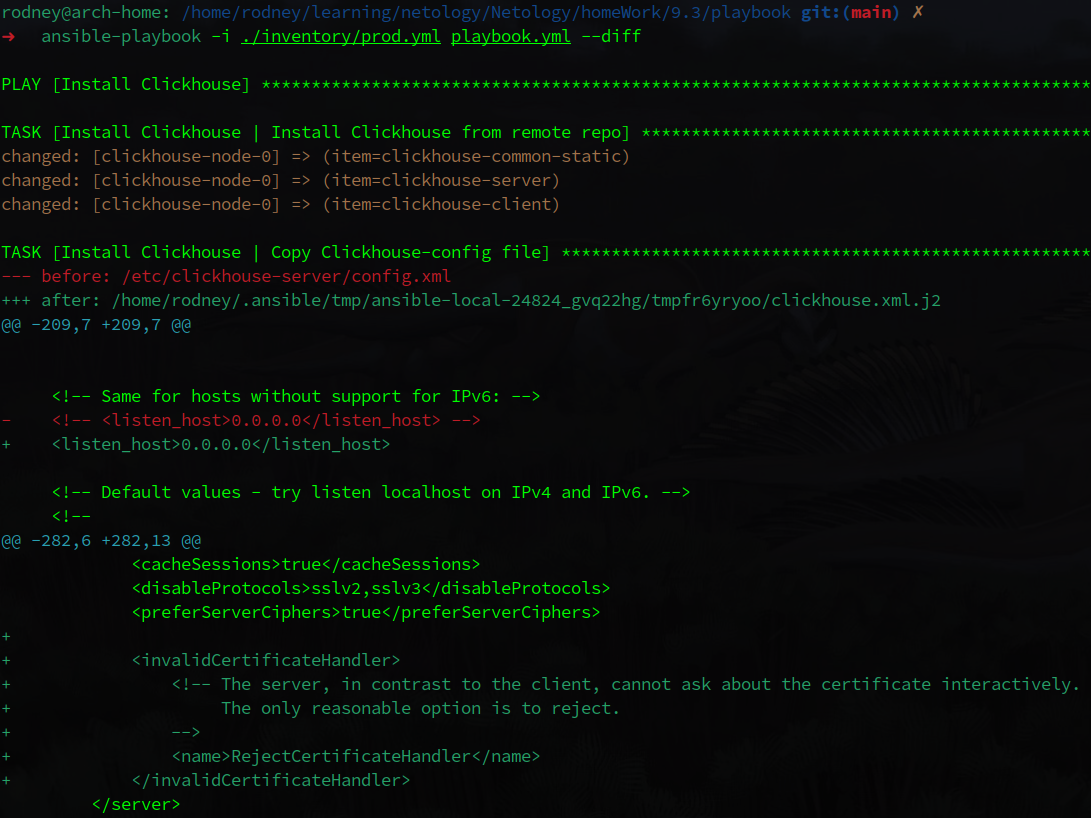 rodney@arch-home: /home/rodney/learning/netology/Netology/homeWork/9.3/playbook git:(main) ✗
➜  ansible-playbook -i ./inventory/prod.yml playbook.yml --diff

PLAY [Install Clickhouse] ***********************************************************************************

TASK [Install Clickhouse | Install Clickhouse from remote repo] *********************************************
changed: [clickhouse-node-0] => (item=clickhouse-common-static)
changed: [clickhouse-node-0] => (item=clickhouse-server)
changed: [clickhouse-node-0] => (item=clickhouse-client)

TASK [Install Clickhouse | Copy Clickhouse-config file] *****************************************************
--- before: /etc/clickhouse-server/config.xml
+++ after: /home/rodney/.ansible/tmp/ansible-local-24824_gvq22hg/tmpfr6yryoo/clickhouse.xml.j2
@@ -209,7 +209,7 @@


     <!-- Same for hosts without support for IPv6: -->
-    <!-- <listen_host>0.0.0.0</listen_host> -->
+    <listen_host>0.0.0.0</listen_host>

     <!-- Default values - try listen localhost on IPv4 and IPv6. -->
     <!--
@@ -282,6 +282,13 @@
             <cacheSessions>true</cacheSessions>
             <disableProtocols>sslv2,sslv3</disableProtocols>
             <preferServerCiphers>true</preferServerCiphers>
+
+            <invalidCertificateHandler>
+                <!-- The server, in contrast to the client, cannot ask about the certificate interactively.
+                     The only reasonable option is to reject.
+                -->
+                <name>RejectCertificateHandler</name>
+            </invalidCertificateHandler>
         </server>